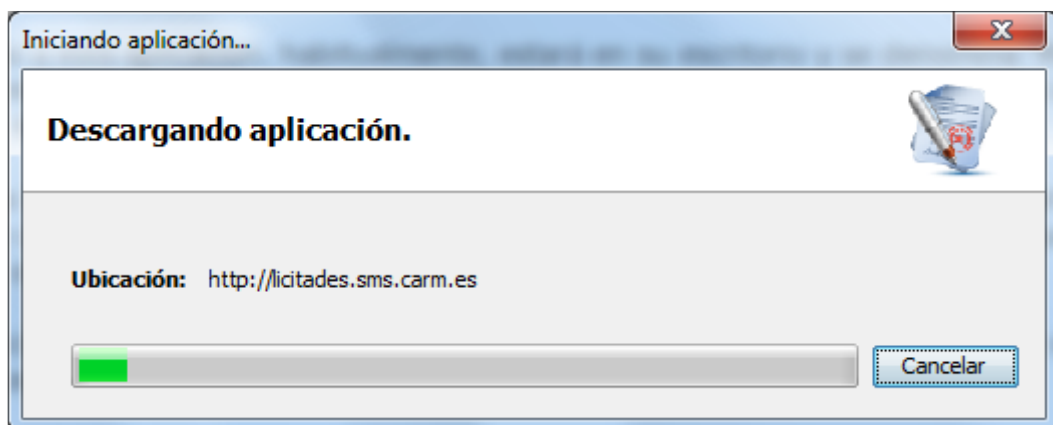 Iniciando aplicación...
Descargando aplicación.
Ubicación: http://licitades.sms.carm.es
Cancelar